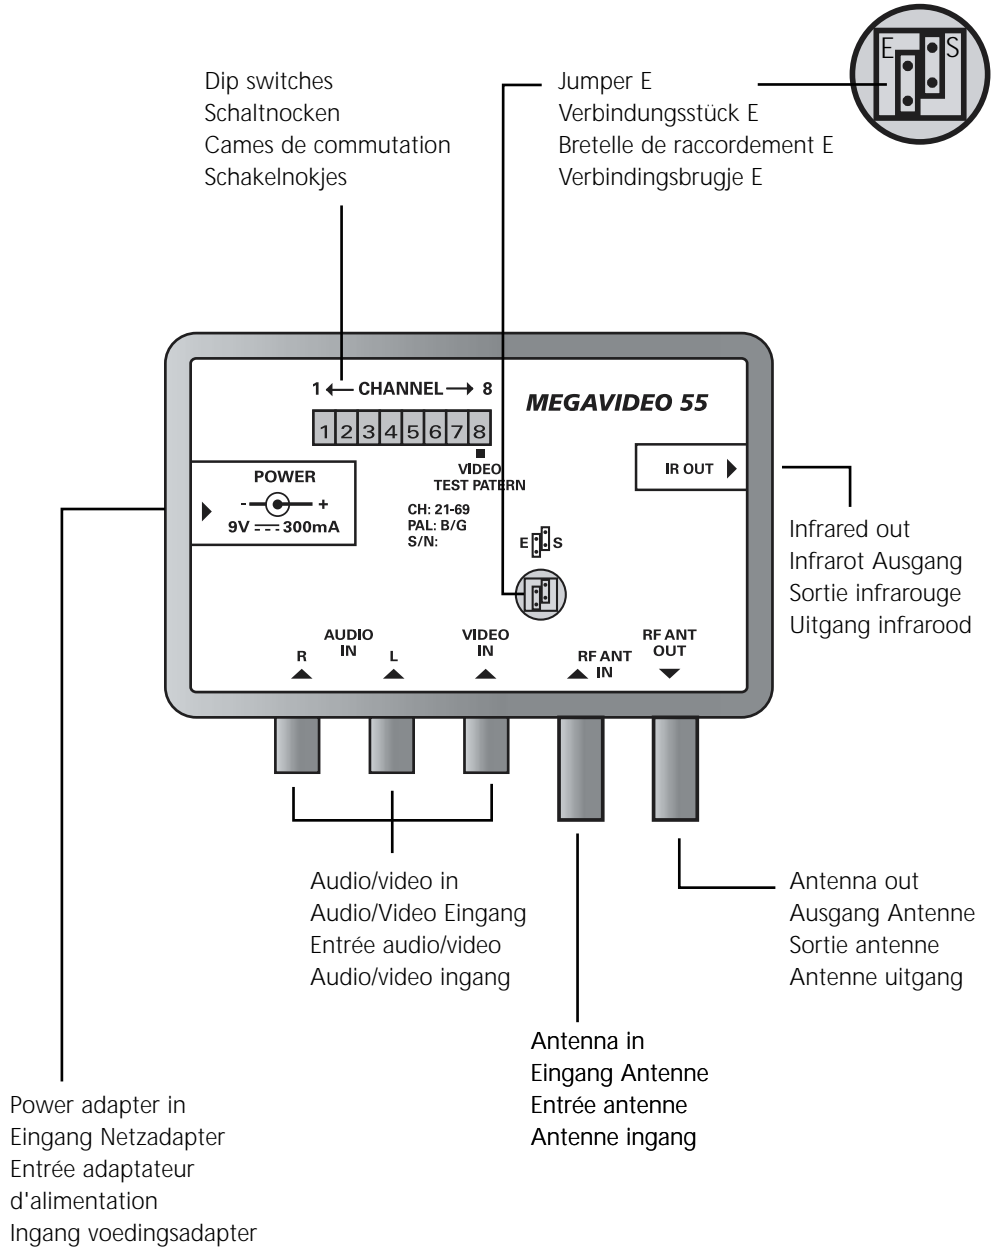 E S
Dip switches
Schaltnocken
Cames de commutation
Schakelnokjes
Jumper E
Verbindungsstück E
Bretelle de raccordement E
Verbindingsbrugje E
1 ← CHANNEL → 8
1 2 3 4 5 6 7 8
VIDEO
TEST PATERN
MEGAVIDEO 55
IR OUT
POWER
- +
9V 300mA
CH: 21-69
PAL: B/G
S/N:
E S
AUDIO
IN
R L
VIDEO
IN
RF ANT
IN
RF ANT
OUT
Infrared out
Infrarot Ausgang
Sortie infrarouge
Uitgang infrarood
Audio/video in
Audio/Video Eingang
Entrée audio/video
Audio/video ingang
Antenna out
Ausgang Antenne
Sortie antenne
Antenne uitgang
Antenna in
Eingang Antenne
Entrée antenne
Antenne ingang
Power adapter in
Eingang Netzadapter
Entrée adaptateur
d'alimentation
Ingang voedingsadapter